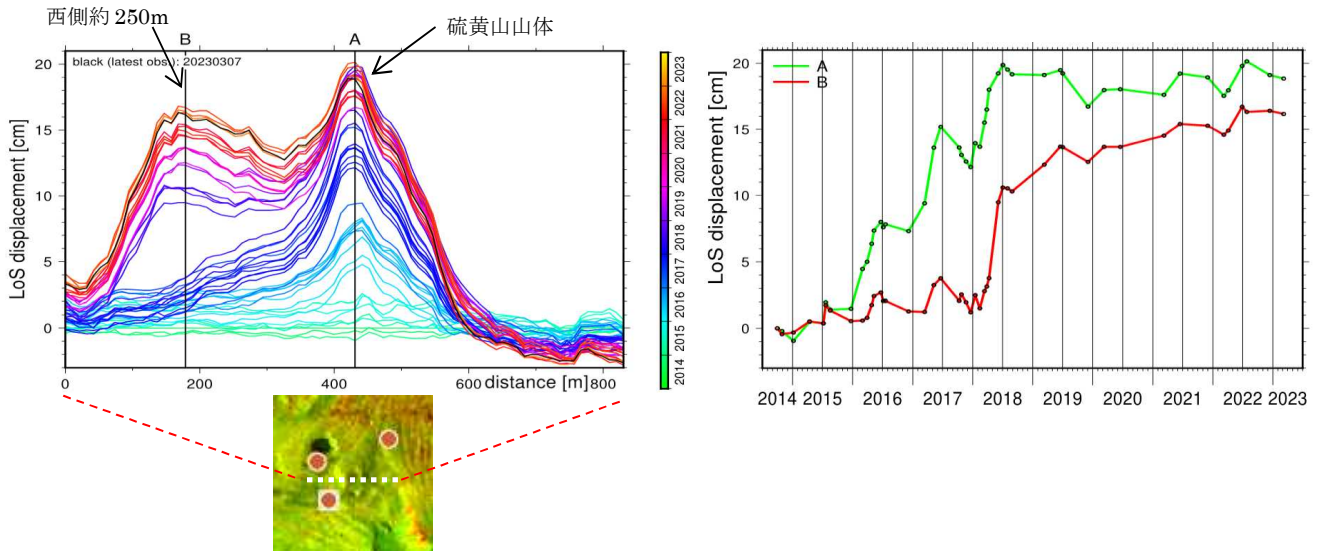 西側約 250m
硫黄山山体
B
A
black (latest obs): 20230307
LoS displacement [cm]
20
15
10
5
0
0
200
400
600
distance [m]
800
2023
2022
2021
2020
2019
2018
2017
2016
2015
2014
A
B
LoS displacement [cm]
20
15
10
5
0
2014 2015 2016 2017 2018 2019 2020 2021 2022 2023